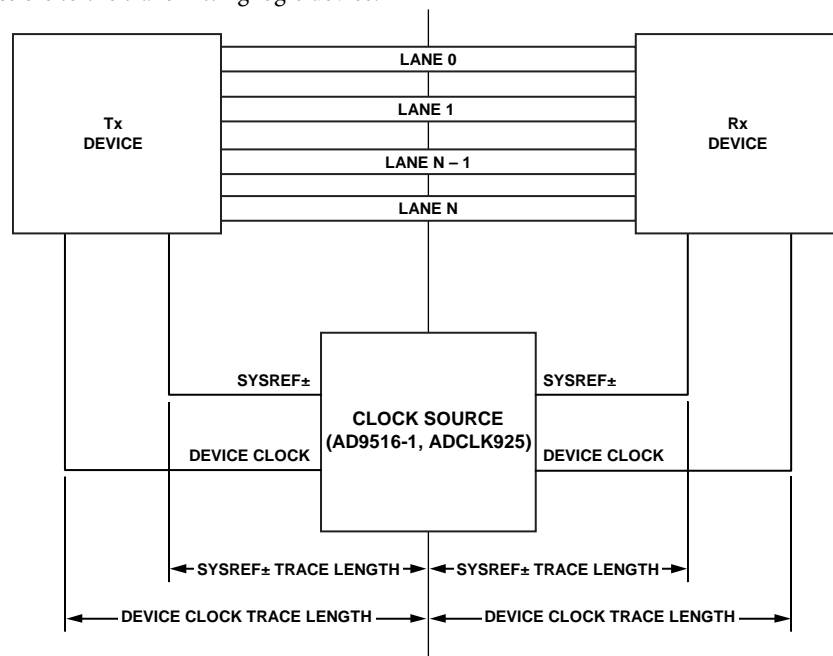 LANE 0
LANE 1
Tx
DEVICE
Rx
DEVICE
LANE N – 1
LANE N
SYSREF±
SYSREF±
CLOCK SOURCE
(AD9516-1, ADCLK925)
DEVICE CLOCK
DEVICE CLOCK
SYSREF± TRACE LENGTH
SYSREF± TRACE LENGTH
DEVICE CLOCK TRACE LENGTH
DEVICE CLOCK TRACE LENGTH